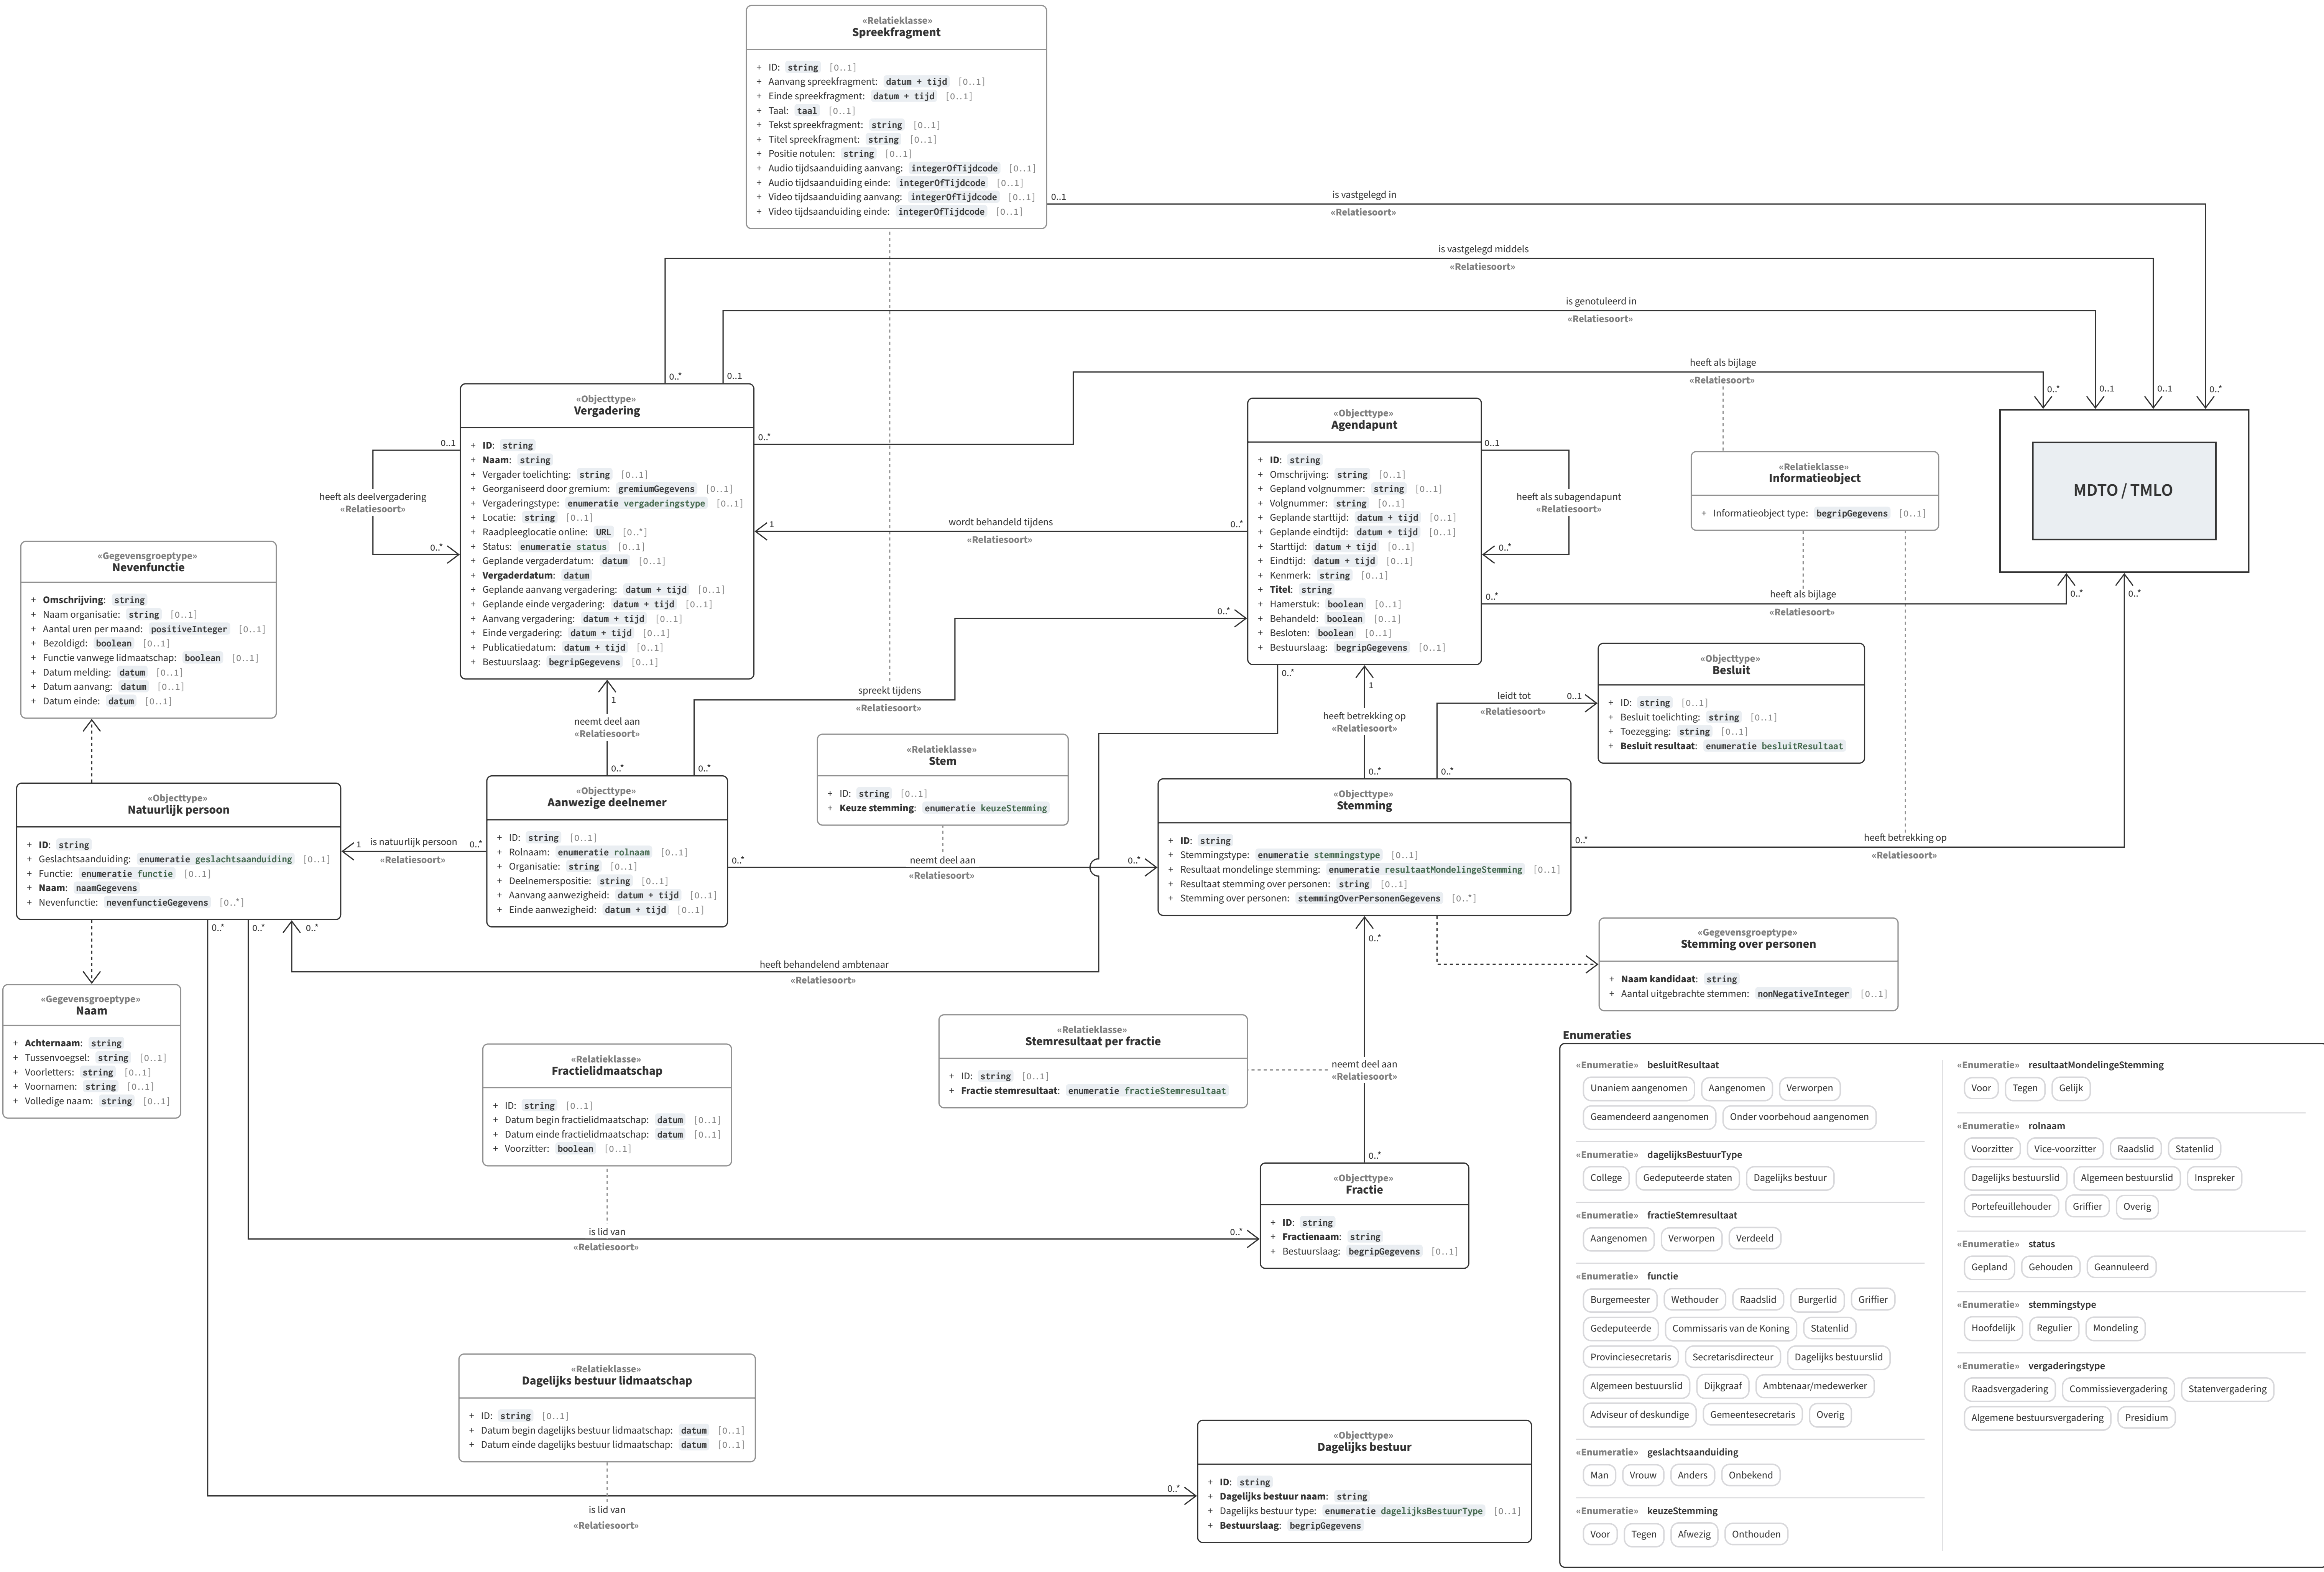 «Relatieklasse»
Spreekfragment
+ ID: string [0..1]
+ Aanvang spreekfragment: datum + tijd [0..1]
+ Einde spreekfragment: datum + tijd [0..1]
+ Taal: taal [0..1]
+ Tekst spreekfragment: string [0..1]
+ Titel spreekfragment: string [0..1]
+ Positie notulen: string [0..1]
+ Audio tijdsaanduiding aanvang: integerOfTijdcode [0..1]
+ Audio tijdsaanduiding einde: integerOfTijdcode [0..1]
+ Video tijdsaanduiding aanvang: integerOfTijdcode [0..1]
+ Video tijdsaanduiding einde: integerOfTijdcode [0..1]
0..1
is vastgelegd in
«Relatiesoort»
0..*
is vastgelegd middels
«Relatiesoort»
0..*
0..1
is genotuleerd in
«Relatiesoort»
0..1
0..1
heeft als bijlage
«Relatiesoort»
0..*
0..*
«Objecttype»
Vergadering
+ ID: string
+ Naam: string
+ Vergader toelichting: string [0..1]
+ Georganiseerd door gremium: gremiumGegevens [0..1]
+ Vergaderingstype: enumeratie vergaderingstype [0..1]
+ Locatie: string [0..1]
+ Raadpleeglocatie online: URL [0..*]
+ Status: enumeratie status [0..1]
+ Geplande vergaderdatum: datum [0..1]
+ Vergaderdatum: datum
+ Geplande aanvang vergadering: datum + tijd [0..1]
+ Geplande einde vergadering: datum + tijd [0..1]
+ Aanvang vergadering: datum + tijd [0..1]
+ Einde vergadering: datum + tijd [0..1]
+ Publicatiedatum: datum + tijd [0..1]
+ Bestuurslaag: begripGegevens [0..1]
0..1
heeft als deelvergadering
«Relatiesoort»
0..*
1
wordt behandeld tijdens
«Relatiesoort»
0..*
«Objecttype»
Agendapunt
+ ID: string
+ Omschrijving: string [0..1]
+ Gepland volgnummer: string [0..1]
+ Volgnummer: string [0..1]
+ Geplande starttijd: datum + tijd [0..1]
+ Geplande eindtijd: datum + tijd [0..1]
+ Starttijd: datum + tijd [0..1]
+ Eindtijd: datum + tijd [0..1]
+ Kenmerk: string [0..1]
+ Titel: string
+ Hamerstuk: boolean [0..1]
+ Behandeld: boolean [0..1]
+ Besloten: boolean [0..1]
+ Bestuurslaag: begripGegevens [0..1]
0..1
heeft als subagendapunt
«Relatiesoort»
0..*
«Relatieklasse»
Informatieobject
+ Informatieobject type: begripGegevens [0..1]
MDTO / TMLO
0..*
heeft als bijlage
«Relatiesoort»
0..*
0..*
«Gegevensgroeptype»
Nevenfunctie
+ Omschrijving: string
+ Naam organisatie: string [0..1]
+ Aantal uren per maand: positiveInteger [0..1]
+ Bezoldigd: boolean [0..1]
+ Functie vanwege lidmaatschap: boolean [0..1]
+ Datum melding: datum [0..1]
+ Datum aanvang: datum [0..1]
+ Datum einde: datum [0..1]
1
neemt deel aan
«Relatiesoort»
0..*
0..*
spreekt tijdens
«Relatiesoort»
0..*
0..*
1
heeft betrekking op
«Relatiesoort»
0..*
leidt tot
«Relatiesoort»
0..1
0..*
«Objecttype»
Besluit
+ ID: string [0..1]
+ Besluit toelichting: string [0..1]
+ Toezegging: string [0..1]
+ Besluit resultaat: enumeratie besluitResultaat
«Objecttype»
Natuurlijk persoon
+ ID: string
+ Geslachtsaanduiding: enumeratie geslachtsaanduiding [0..1]
+ Functie: enumeratie functie [0..1]
+ Naam: naamGegevens
+ Nevenfunctie: nevenfunctieGegevens [0..*]
1
is natuurlijk persoon
«Relatiesoort»
0..*
«Objecttype»
Aanwezige deelnemer
+ ID: string [0..1]
+ Rolnaam: enumeratie rolnaam [0..1]
+ Organisatie: string [0..1]
+ Deelnemerspositie: string [0..1]
+ Aanvang aanwezigheid: datum + tijd [0..1]
+ Einde aanwezigheid: datum + tijd [0..1]
«Relatieklasse»
Stem
+ ID: string [0..1]
+ Keuze stemming: enumeratie keuzeStemming
0..*
neemt deel aan
«Relatiesoort»
0..*
«Objecttype»
Stemming
+ ID: string
+ Stemmingstype: enumeratie stemmingstype [0..1]
+ Resultaat mondelinge stemming: enumeratie resultaatMondelingeStemming [0..1]
+ Resultaat stemming over personen: string [0..1]
+ Stemming over personen: stemmingOverPersonenGegevens [0..*]
0..*
heeft betrekking op
«Relatiesoort»
«Gegevensgroeptype»
Stemming over personen
+ Naam kandidaat: string
+ Aantal uitgebrachte stemmen: nonNegativeInteger [0..1]
0..*
0..*
0..*
heeft behandelend ambtenaar
«Relatiesoort»
«Gegevensgroeptype»
Naam
+ Achternaam: string
+ Tussenvoegsel: string [0..1]
+ Voorletters: string [0..1]
+ Voornamen: string [0..1]
+ Volledige naam: string [0..1]
«Relatieklasse»
Fractielidmaatschap
+ ID: string [0..1]
+ Datum begin fractielidmaatschap: datum [0..1]
+ Datum einde fractielidmaatschap: datum [0..1]
+ Voorzitter: boolean [0..1]
«Relatieklasse»
Stemresultaat per fractie
+ ID: string [0..1]
+ Fractie stemresultaat: enumeratie fractieStemresultaat
0..*
neemt deel aan
«Relatiesoort»
0..*
«Objecttype»
Fractie
+ ID: string
+ Fractienaam: string
+ Bestuurslaag: begripGegevens [0..1]
is lid van
«Relatiesoort»
0..*
«Relatieklasse»
Dagelijks bestuur lidmaatschap
+ ID: string [0..1]
+ Datum begin dagelijks bestuur lidmaatschap: datum [0..1]
+ Datum einde dagelijks bestuur lidmaatschap: datum [0..1]
is lid van
«Relatiesoort»
0..*
«Objecttype»
Dagelijks bestuur
+ ID: string
+ Dagelijks bestuur naam: string
+ Dagelijks bestuur type: enumeratie dagelijksBestuurType [0..1]
+ Bestuurslaag: begripGegevens
Enumeraties
«Enumeratie» besluitResultaat
Unaniem aangenomen Aangenomen Verworpen
Geamendeerd aangenomen Onder voorbehoud aangenomen
«Enumeratie» dagelijksBestuurType
College Gedeputeerde staten Dagelijks bestuur
«Enumeratie» fractieStemresultaat
Aangenomen Verworpen Verdeeld
«Enumeratie» functie
Burgemeester Wethouder Raadslid Burgerlid Griffier
Gedeputeerde Commissaris van de Koning Statenlid
Provinciesecretaris Secretarisdirecteur Dagelijks bestuurslid
Algemeen bestuurslid Dijkgraaf Ambtenaar/medewerker
Adviseur of deskundige Gemeentesecretaris Overig
«Enumeratie» geslachtsaanduiding
Man Vrouw Anders Onbekend
«Enumeratie» keuzeStemming
Voor Tegen Afwezig Onthouden
«Enumeratie» resultaatMondelingeStemming
Voor Tegen Gelijk
«Enumeratie» rolnaam
Voorzitter Vice-voorzitter Raadslid Statenlid
Dagelijks bestuurslid Algemeen bestuurslid Inspreker
Portefeuillehouder Griffier Overig
«Enumeratie» status
Gepland Gehouden Geannuleerd
«Enumeratie» stemmingstype
Hoofdelijk Regulier Mondeling
«Enumeratie» vergaderingstype
Raadsvergadering Commissievergadering Statenvergadering
Algemene bestuursvergadering Presidium